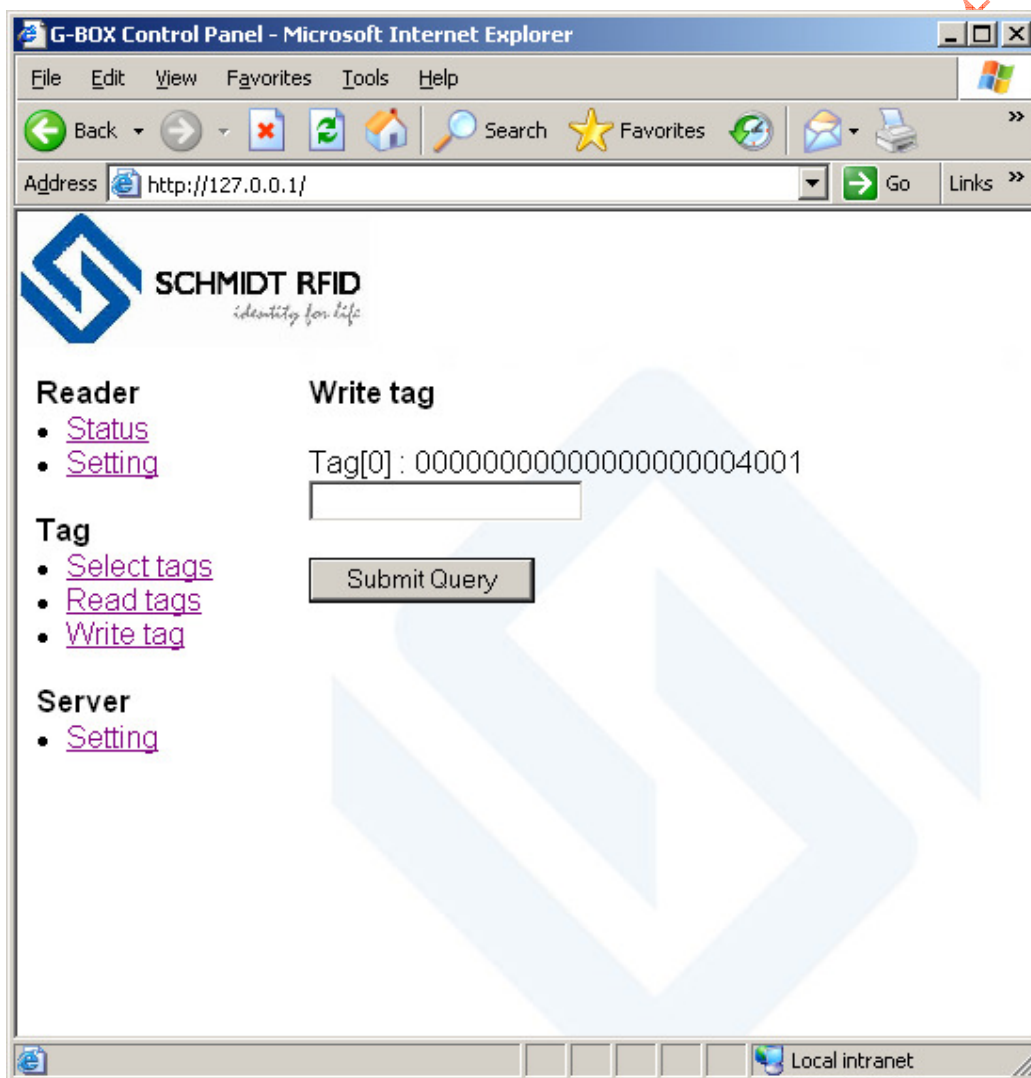 G-BOX Control Panel - Microsoft Internet Explorer
File Edit View Favorites Tools Help
Back Search Favorites »
Address http://127.0.0.1/ Go Links »
SCHMIDT RFID
identity for life
Reader
• Status
• Setting
Tag
• Select tags
• Read tags
• Write tag
Server
• Setting
Write tag
Tag[0] : 000000000000000000004001
Submit Query
Local intranet